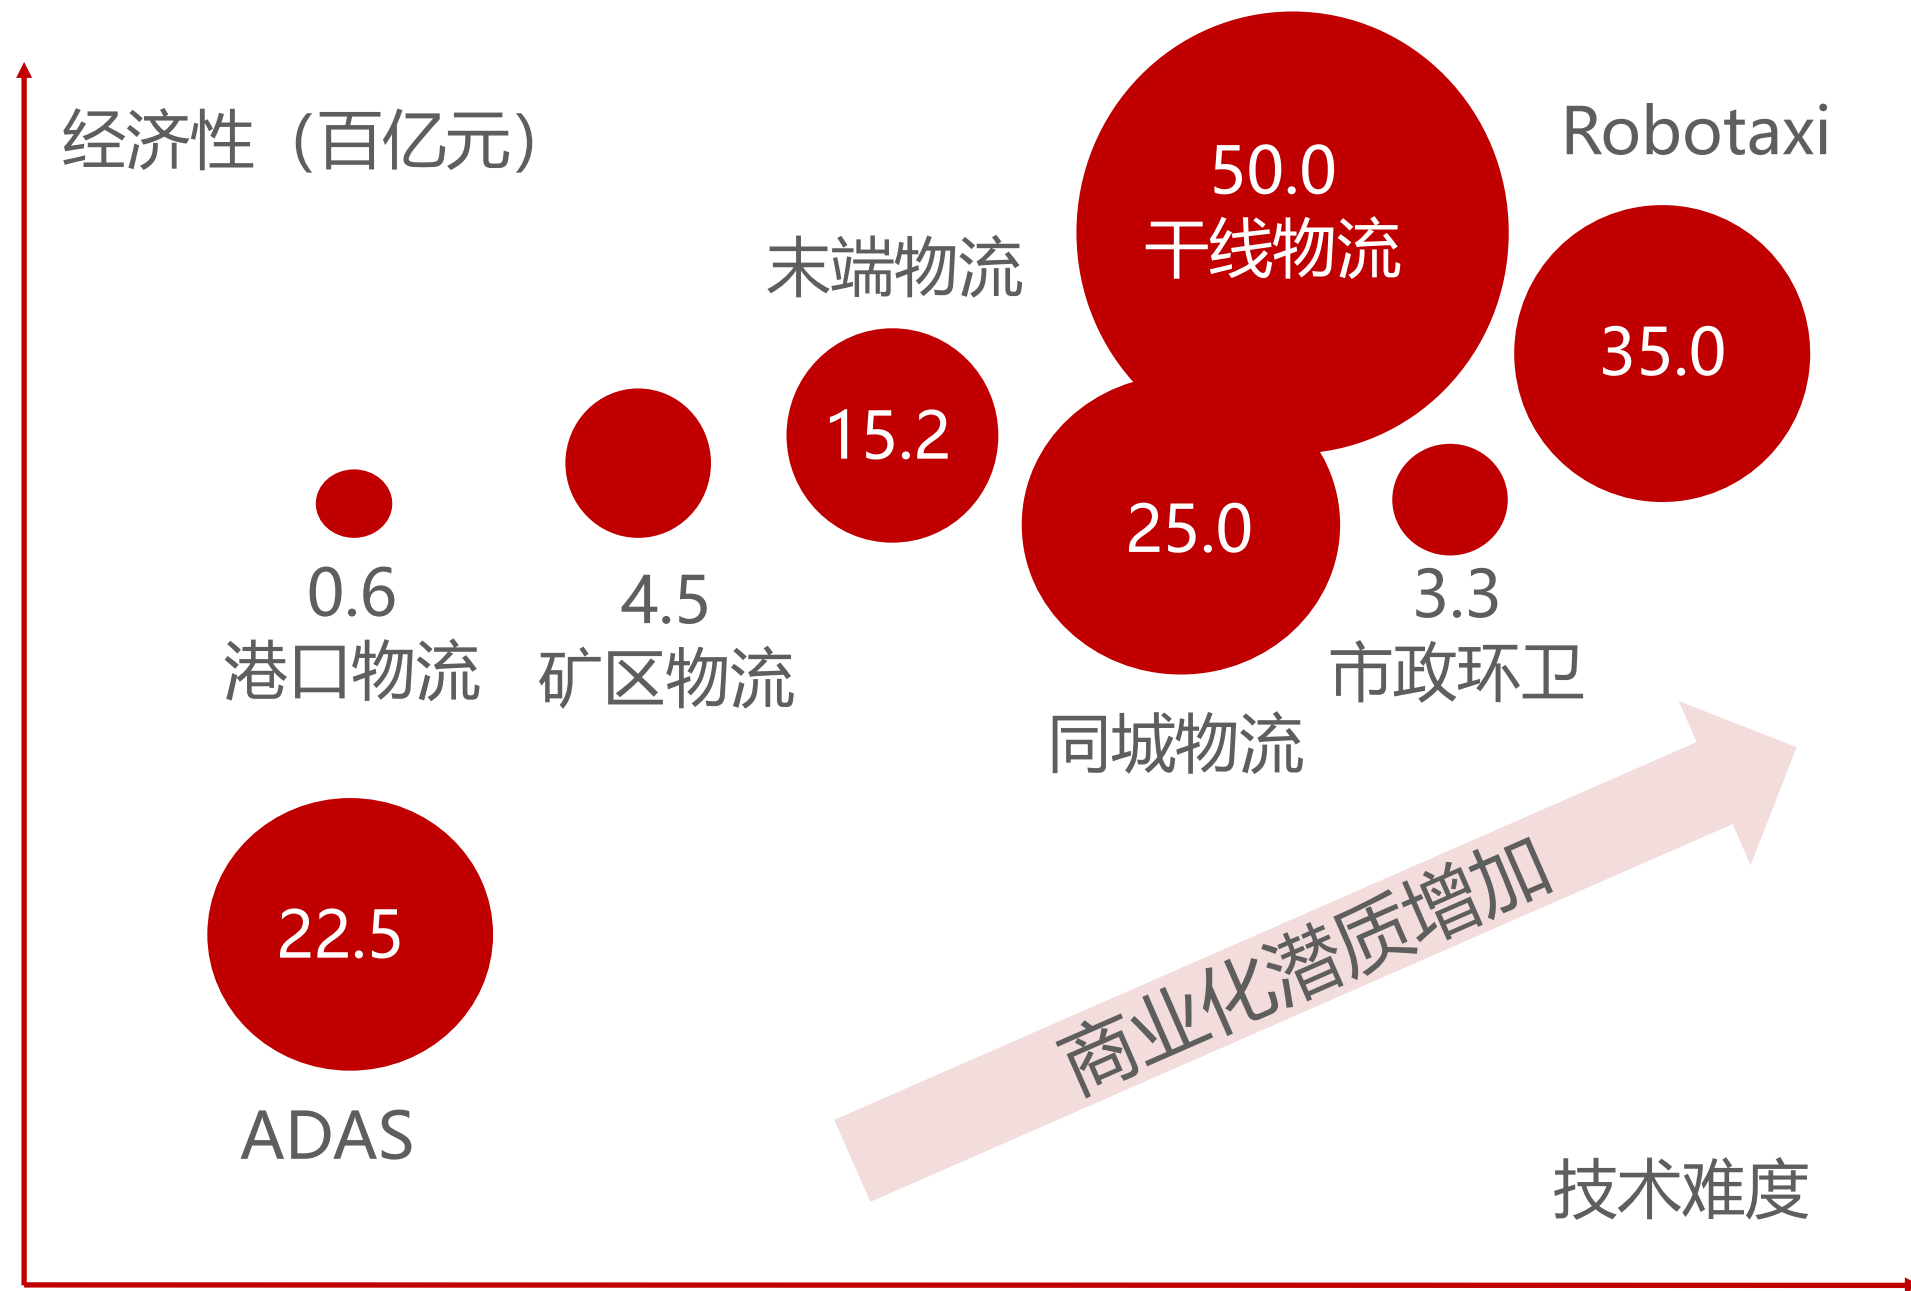 经济性（百亿元）
Robotaxi
50.0
干线物流
末端物流
35.0
15.2
25.0
0.6
港口物流
4.5
矿区物流
3.3
市政环卫
同城物流
22.5
ADAS
商业化潜质增加
技术难度